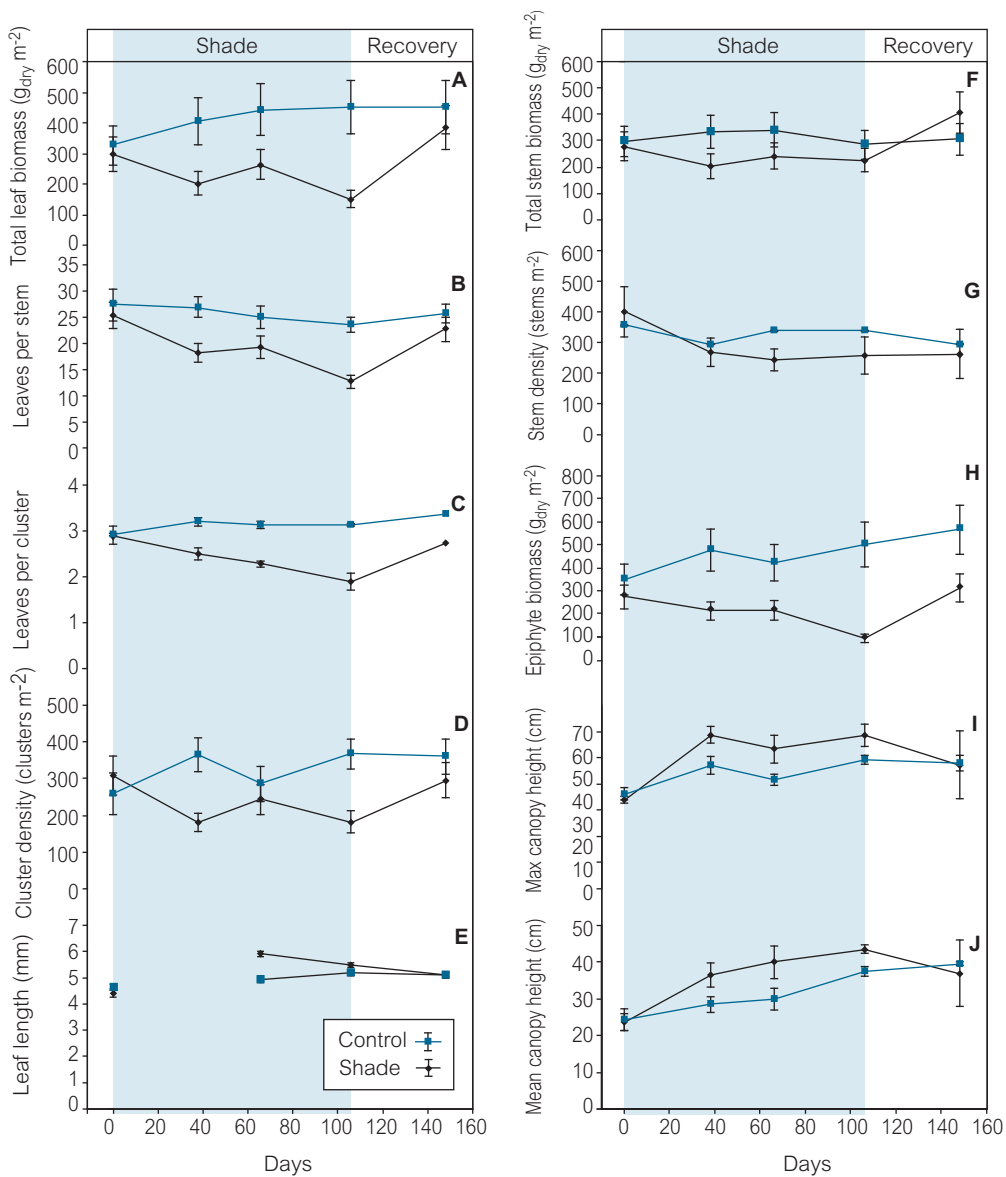 Shade Recovery
Total leaf biomass (g_dry m⁻²)
600
500
400
300
200
100
0
A
Leaves per stem
35
30
25
20
15
10
5
0
B
Leaves per cluster
4
3
2
1
0
C
Cluster density (clusters m⁻²)
500
400
300
200
100
0
D
Leaf length (mm)
7
6
5
4
3
2
1
0
E
Control
Shade
0 20 40 60 80 100 120 140 160
Days
Shade Recovery
Total stem biomass (g_dry m⁻²)
600
500
400
300
200
100
0
F
Stem density (stems m⁻²)
600
500
400
300
200
100
0
G
Epiphyte biomass (g_dry m⁻²)
800
700
600
500
400
300
200
100
0
H
Max canopy height (cm)
70
60
50
40
30
20
10
0
I
Mean canopy height (cm)
50
40
30
20
10
0
J
0 20 40 60 80 100 120 140 160
Days